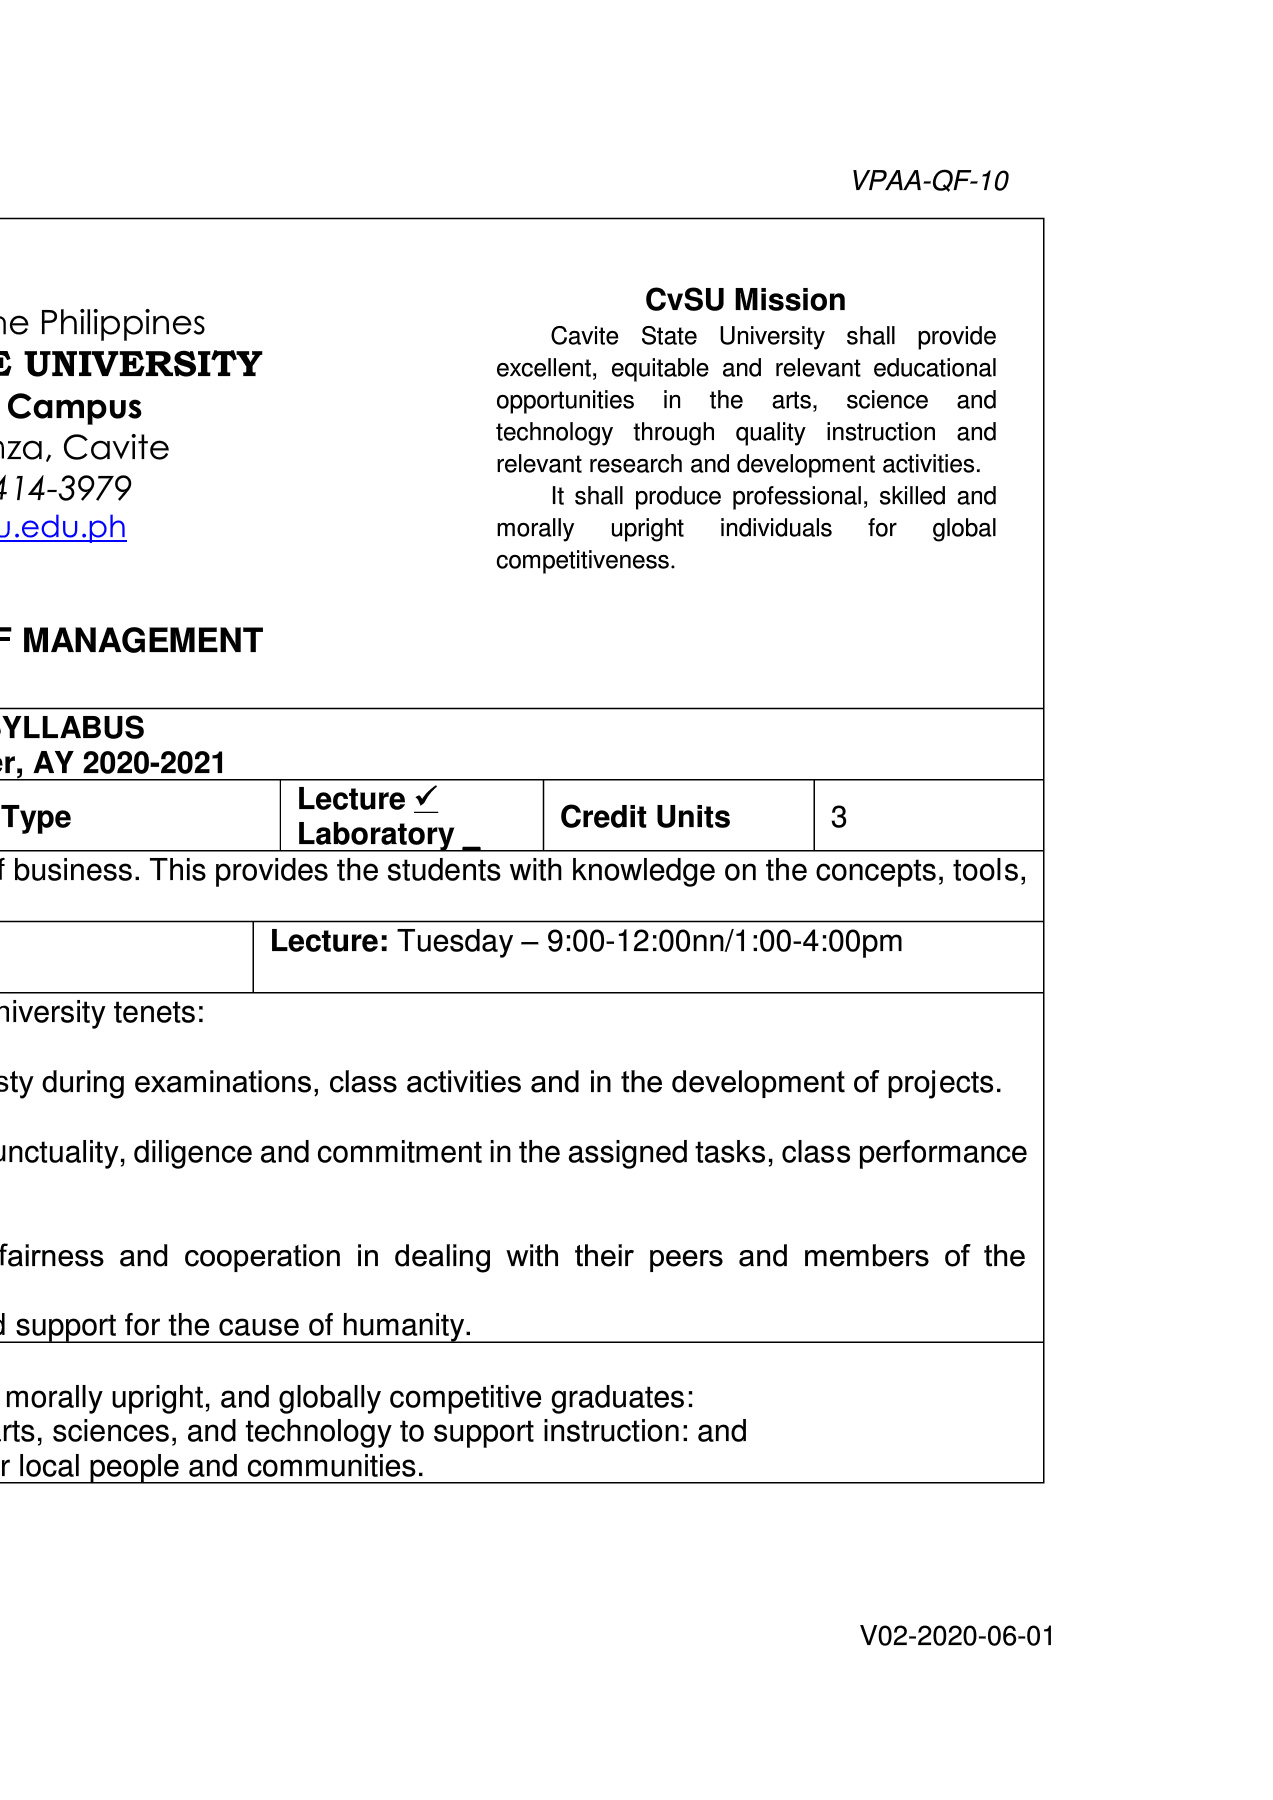 VPAA-QF-10
ne Philippines
E UNIVERSITY
Campus
nza, Cavite
414-3979
u.edu.ph
F MANAGEMENT
CvSU Mission
Cavite State University shall provide
excellent, equitable and relevant educational
opportunities in the arts, science and
technology through quality instruction and
relevant research and development activities.
It shall produce professional, skilled and
morally upright individuals for global
competitiveness.
SYLLABUS
er, AY 2020-2021
Type
Lecture ✓
Laboratory _
Credit Units
3
f business. This provides the students with knowledge on the concepts, tools,
Lecture: Tuesday – 9:00-12:00nn/1:00-4:00pm
niversity tenets:
sty during examinations, class activities and in the development of projects.
unctuality, diligence and commitment in the assigned tasks, class performance
fairness and cooperation in dealing with their peers and members of the
d support for the cause of humanity.
morally upright, and globally competitive graduates:
rts, sciences, and technology to support instruction: and
r local people and communities.
V02-2020-06-01